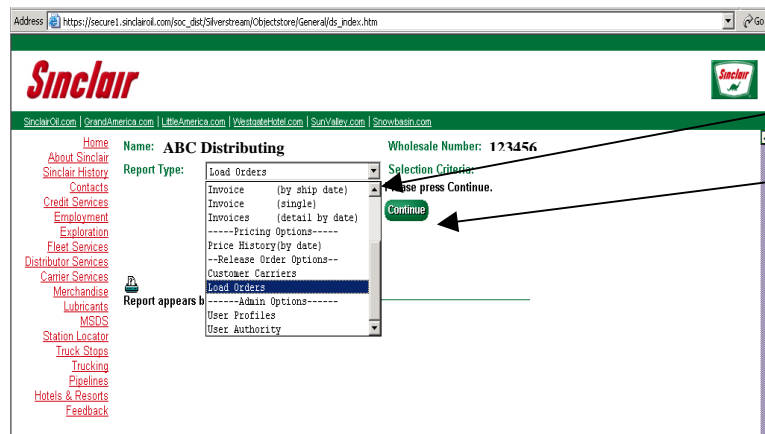 Address https://secure1.sinclairoil.com/soc_dist/Silverstream/Objectstore/General/ds_index.htm Go
Sinclair
Sinclair
SinclairOil.com | GrandAmerica.com | LittleAmerica.com | WestgateHotel.com | SunValley.com | Snowbasin.com
Home
About Sinclair
Sinclair History
Contacts
Credit Services
Employment
Exploration
Fleet Services
Distributor Services
Carrier Services
Merchandise
Lubricants
MSDS
Station Locator
Truck Stops
Trucking
Pipelines
Hotels & Resorts
Feedback
Name: ABC Distributing
Wholesale Number: 123456
Report Type: Load Orders
Selection Criteria:
press Continue.
Continue
Invoice (by ship date)
Invoice (single)
Invoices (detail by date)
-----Pricing Options-----
Price History(by date)
--Release Order Options--
Customer Carriers
Load Orders
------Admin Options------
User Profiles
User Authority
Report appears b